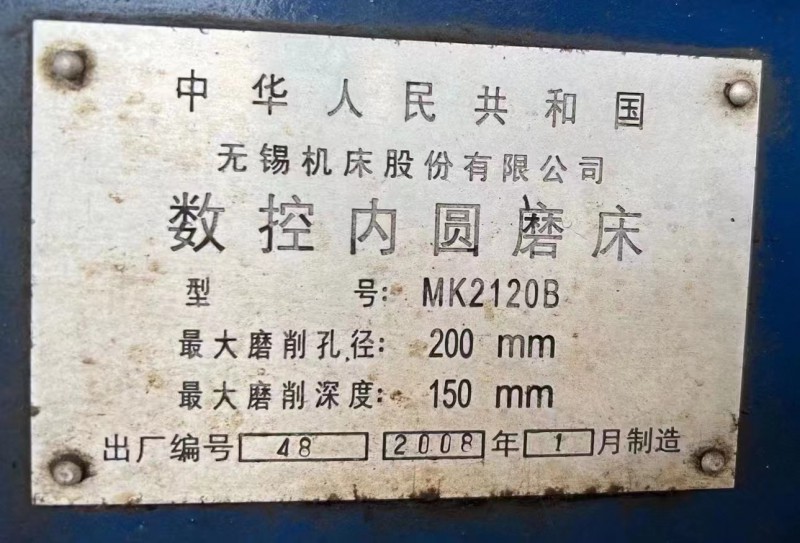 中华人民共和国
无锡机床股份有限公司
数控内圆磨床
型 号: MK2120B
最大磨削孔径: 200 mm
最大磨削深度: 150 mm
出厂编号 48 2008 年 1 月制造